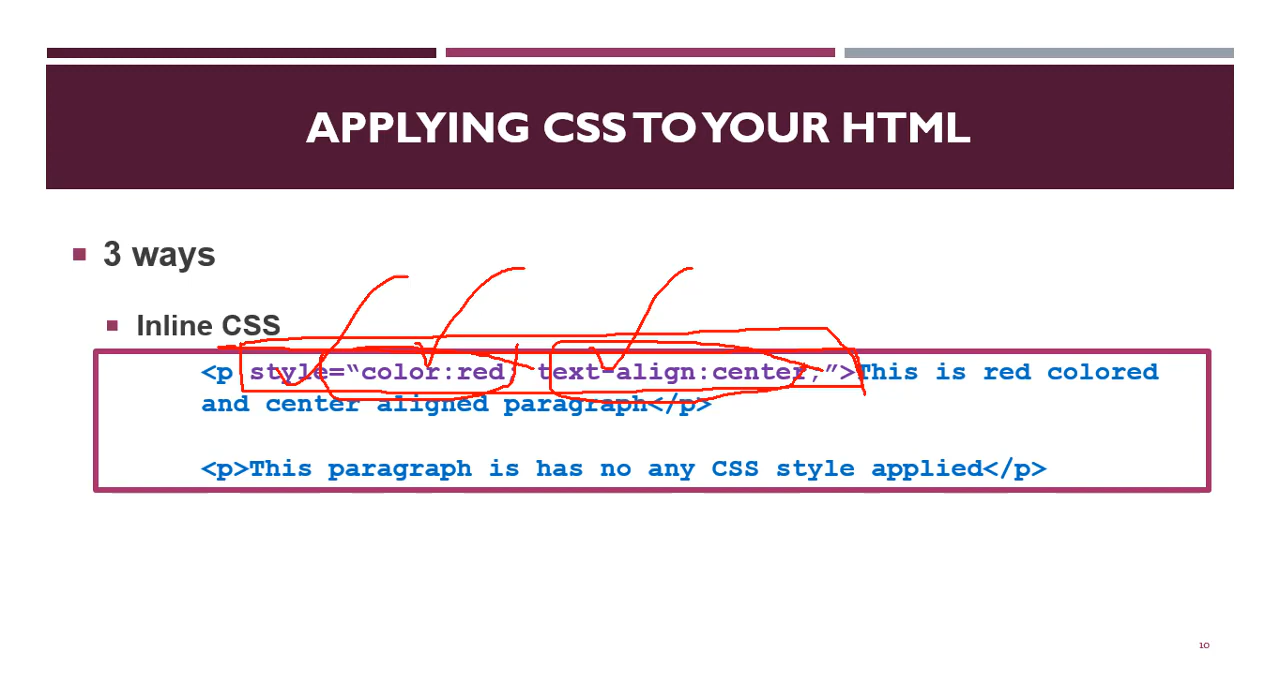 APPLYING CSS TO YOUR HTML
3 ways
Inline CSS
<p style=“color:red; text-align:center;”>This is red colored
and center aligned paragraph</p>
<p>This paragraph is has no any CSS style applied</p>
10